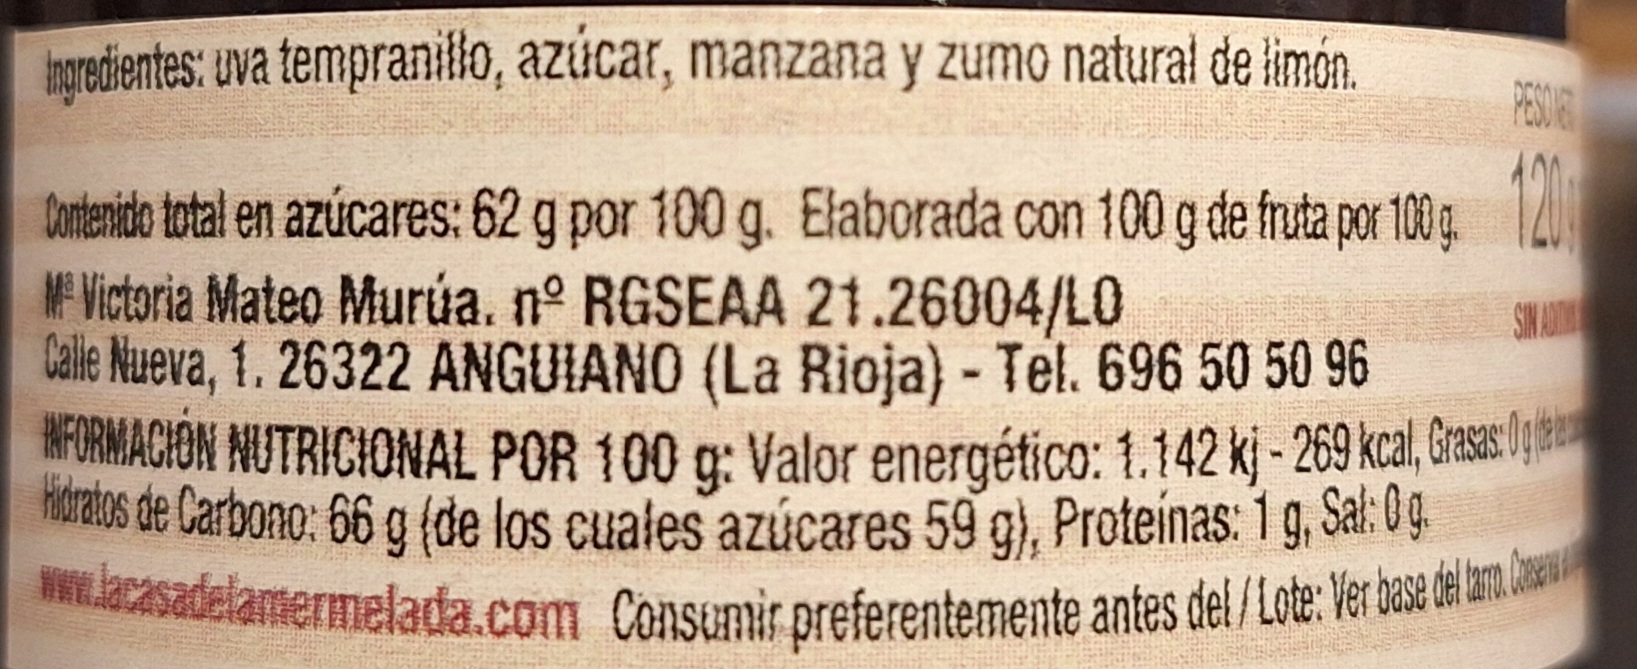 Ingredientes: uva tempranillo, azúcar, manzana y zumo natural de limón.
PESO
Contenido total en azúcares: 62 g por 100 g. Elaborada con 100 g de fruta por 100 g.
120 g
Mª Victoria Mateo Murúa. nº RGSEAA 21.26004/LO
SIN
Calle Nueva, 1. 26322 ANGUIANO (La Rioja) - Tel. 696 50 50 96
INFORMACIÓN NUTRICIONAL POR 100 g: Valor energético: 1.142 kj - 269 kcal, Grasas: 0 g (de las
Hidratos de Carbono: 66 g (de los cuales azúcares 59 g), Proteínas: 1 g, Sal: 0 g.
www.lacasadelamermelada.com Consumir preferentemente antes del / Lote: Ver base del tarro.